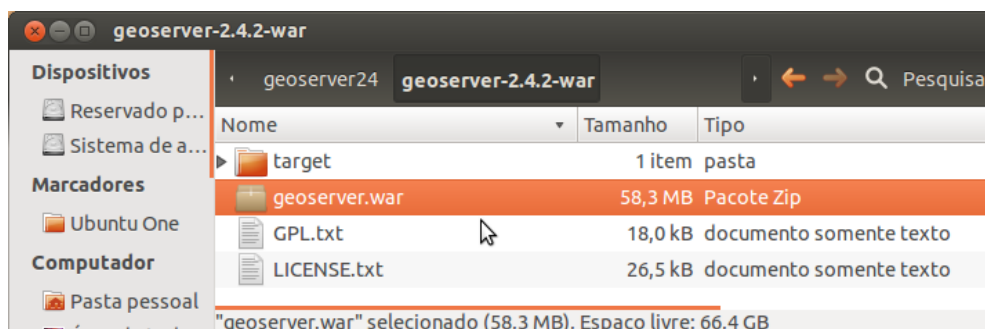 geoserver-2.4.2-war
Dispositivos
Reservado p...
Sistema de a...
Marcadores
Ubuntu One
Computador
Pasta pessoal
geoserver24 geoserver-2.4.2-war Pesquisa
Nome Tamanho Tipo
target 1 item pasta
geoserver.war 58,3 MB Pacote Zip
GPL.txt 18,0 kB documento somente texto
LICENSE.txt 26,5 kB documento somente texto
"geoserver.war" selecionado (58,3 MB), Espaço livre: 66,4 GB